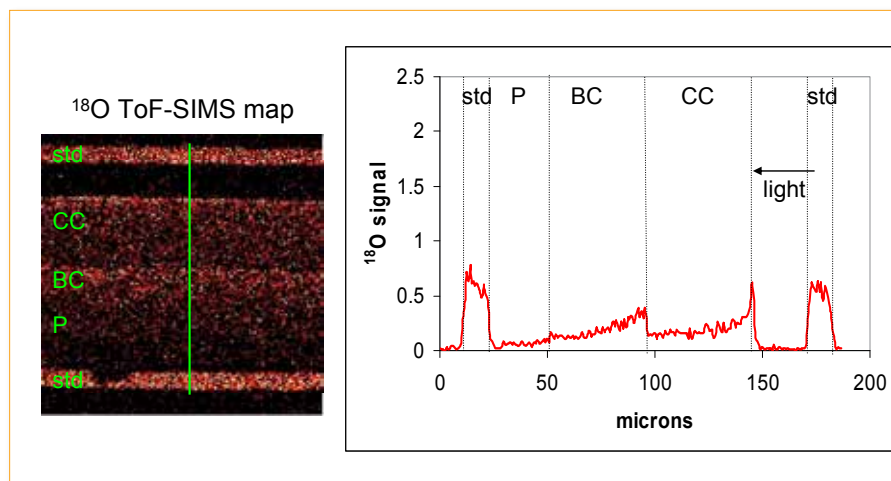 ¹⁸O ToF-SIMS map
std
CC
BC
P
std
2.5
2
1.5
1
0.5
0
¹⁸O signal
std P BC CC std
light
0 50 100 150 200
microns